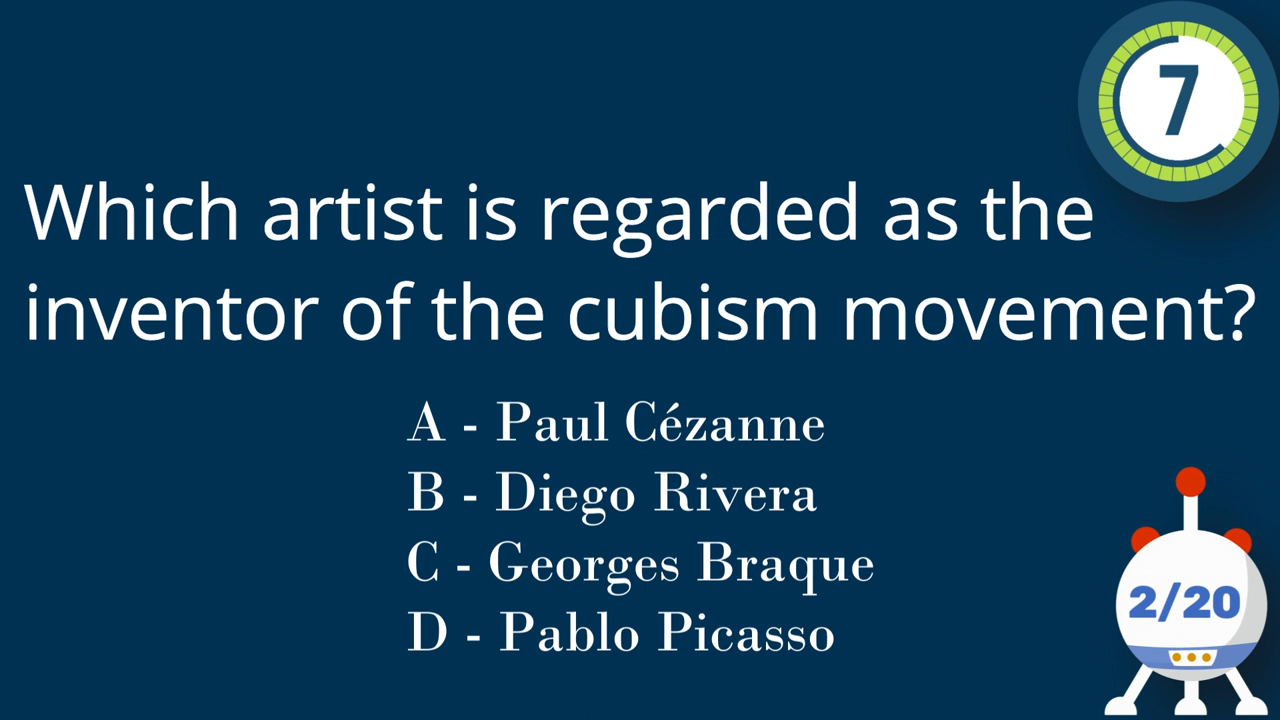 7
Which artist is regarded as the
inventor of the cubism movement?
A - Paul Cézanne
B - Diego Rivera
C - Georges Braque
D - Pablo Picasso
2/20